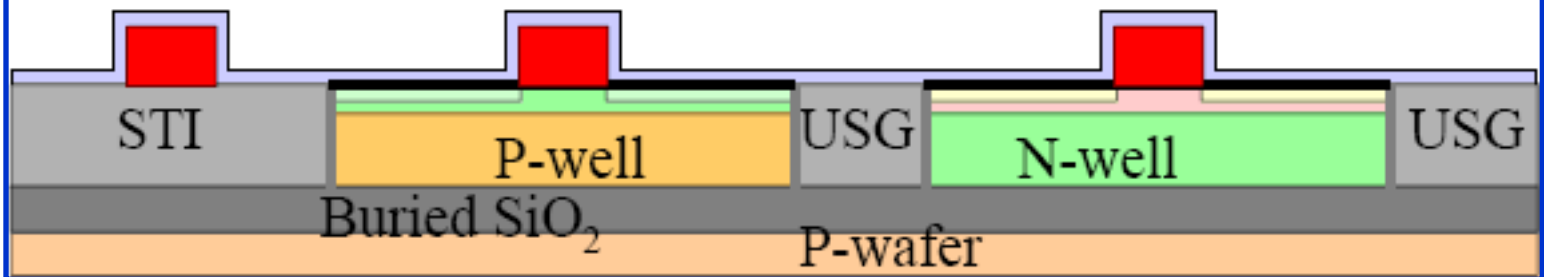 STI
P-well
USG
N-well
USG
Buried SiO₂
P-wafer